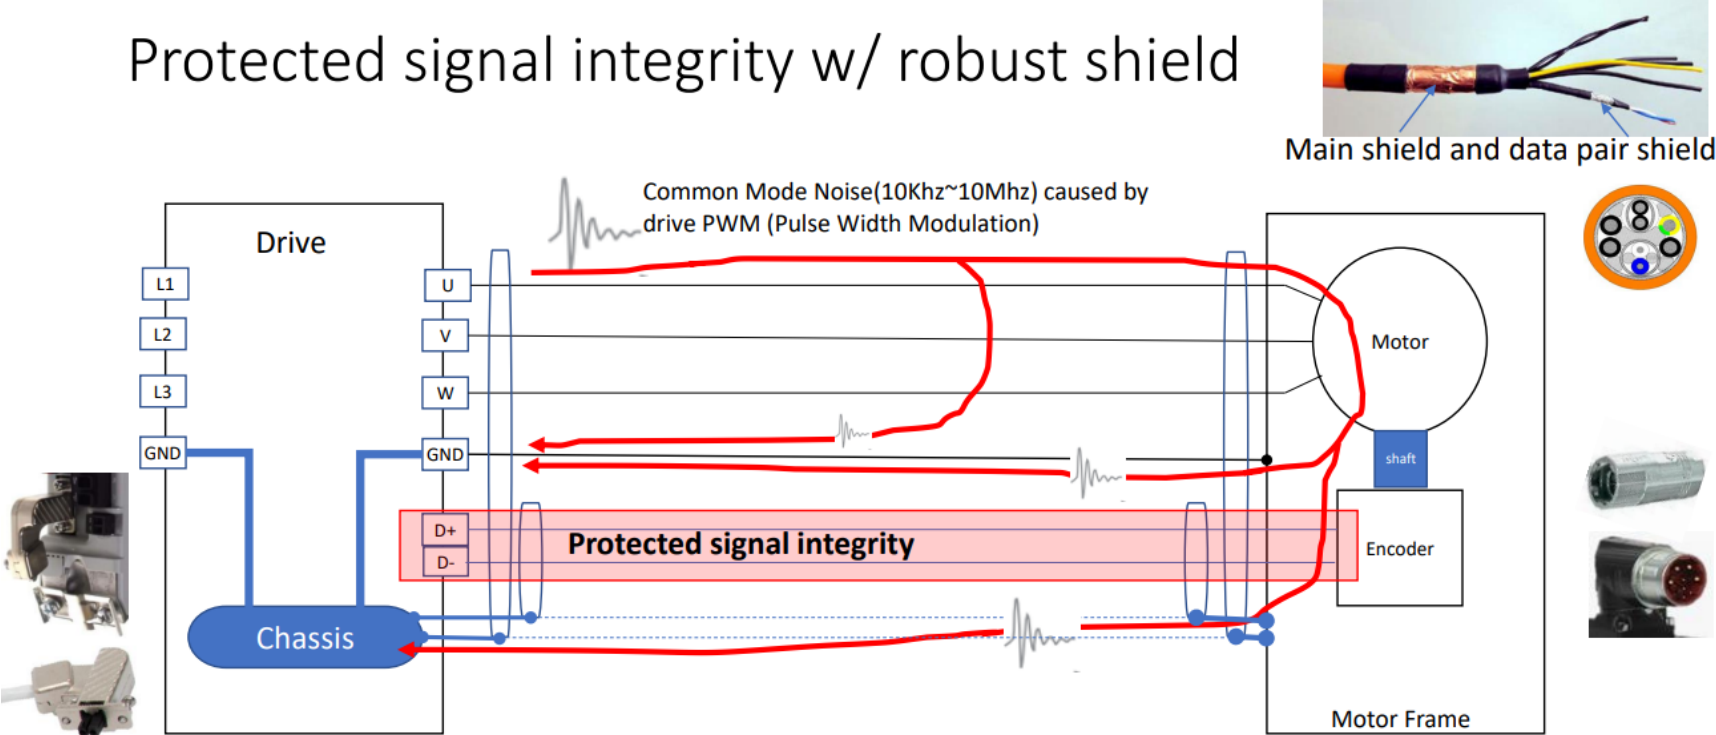 Protected signal integrity w/ robust shield
Main shield and data pair shield
Common Mode Noise(10Khz~10Mhz) caused by
drive PWM (Pulse Width Modulation)
Drive
L1
L2
L3
GND
U
V
W
GND
D+
D-
Protected signal integrity
Chassis
Motor
shaft
Encoder
Motor Frame